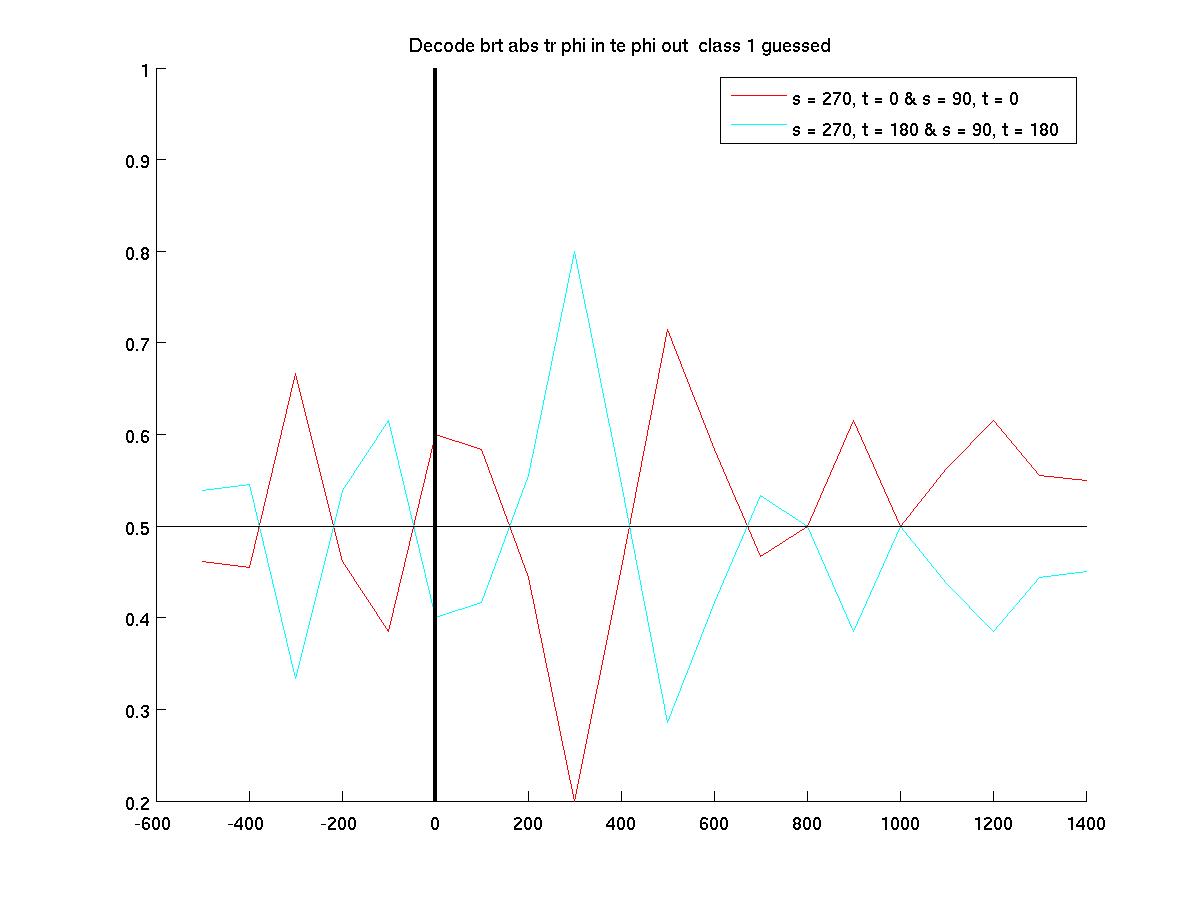 Decode brt abs tr phi in te phi out  class 1 guessed
s = 270, t = 0 & s = 90, t = 0
s = 270, t = 180 & s = 90, t = 180
1
0.9
0.8
0.7
0.6
0.5
0.4
0.3
0.2
-600 -400 -200 0 200 400 600 800 1000 1200 1400